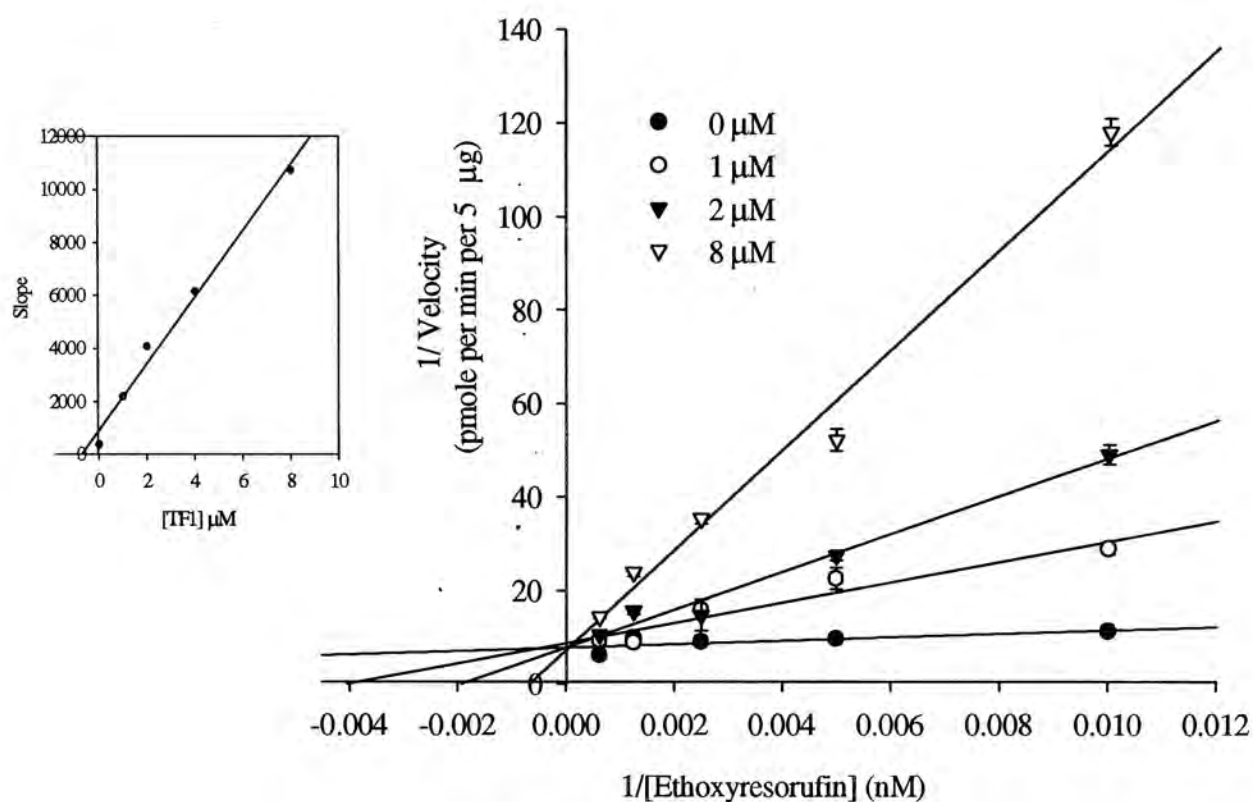 12000
10000
8000
6000
4000
2000
0
Slope
0 2 4 6 8 10
[TF1] μM
140
120
100
80
60
40
20
0
1/ Velocity
(pmole per min per 5 μg)
0 μM
1 μM
2 μM
8 μM
-0.004 -0.002 0.000 0.002 0.004 0.006 0.008 0.010 0.012
1/[Ethoxyresorufin] (nM)